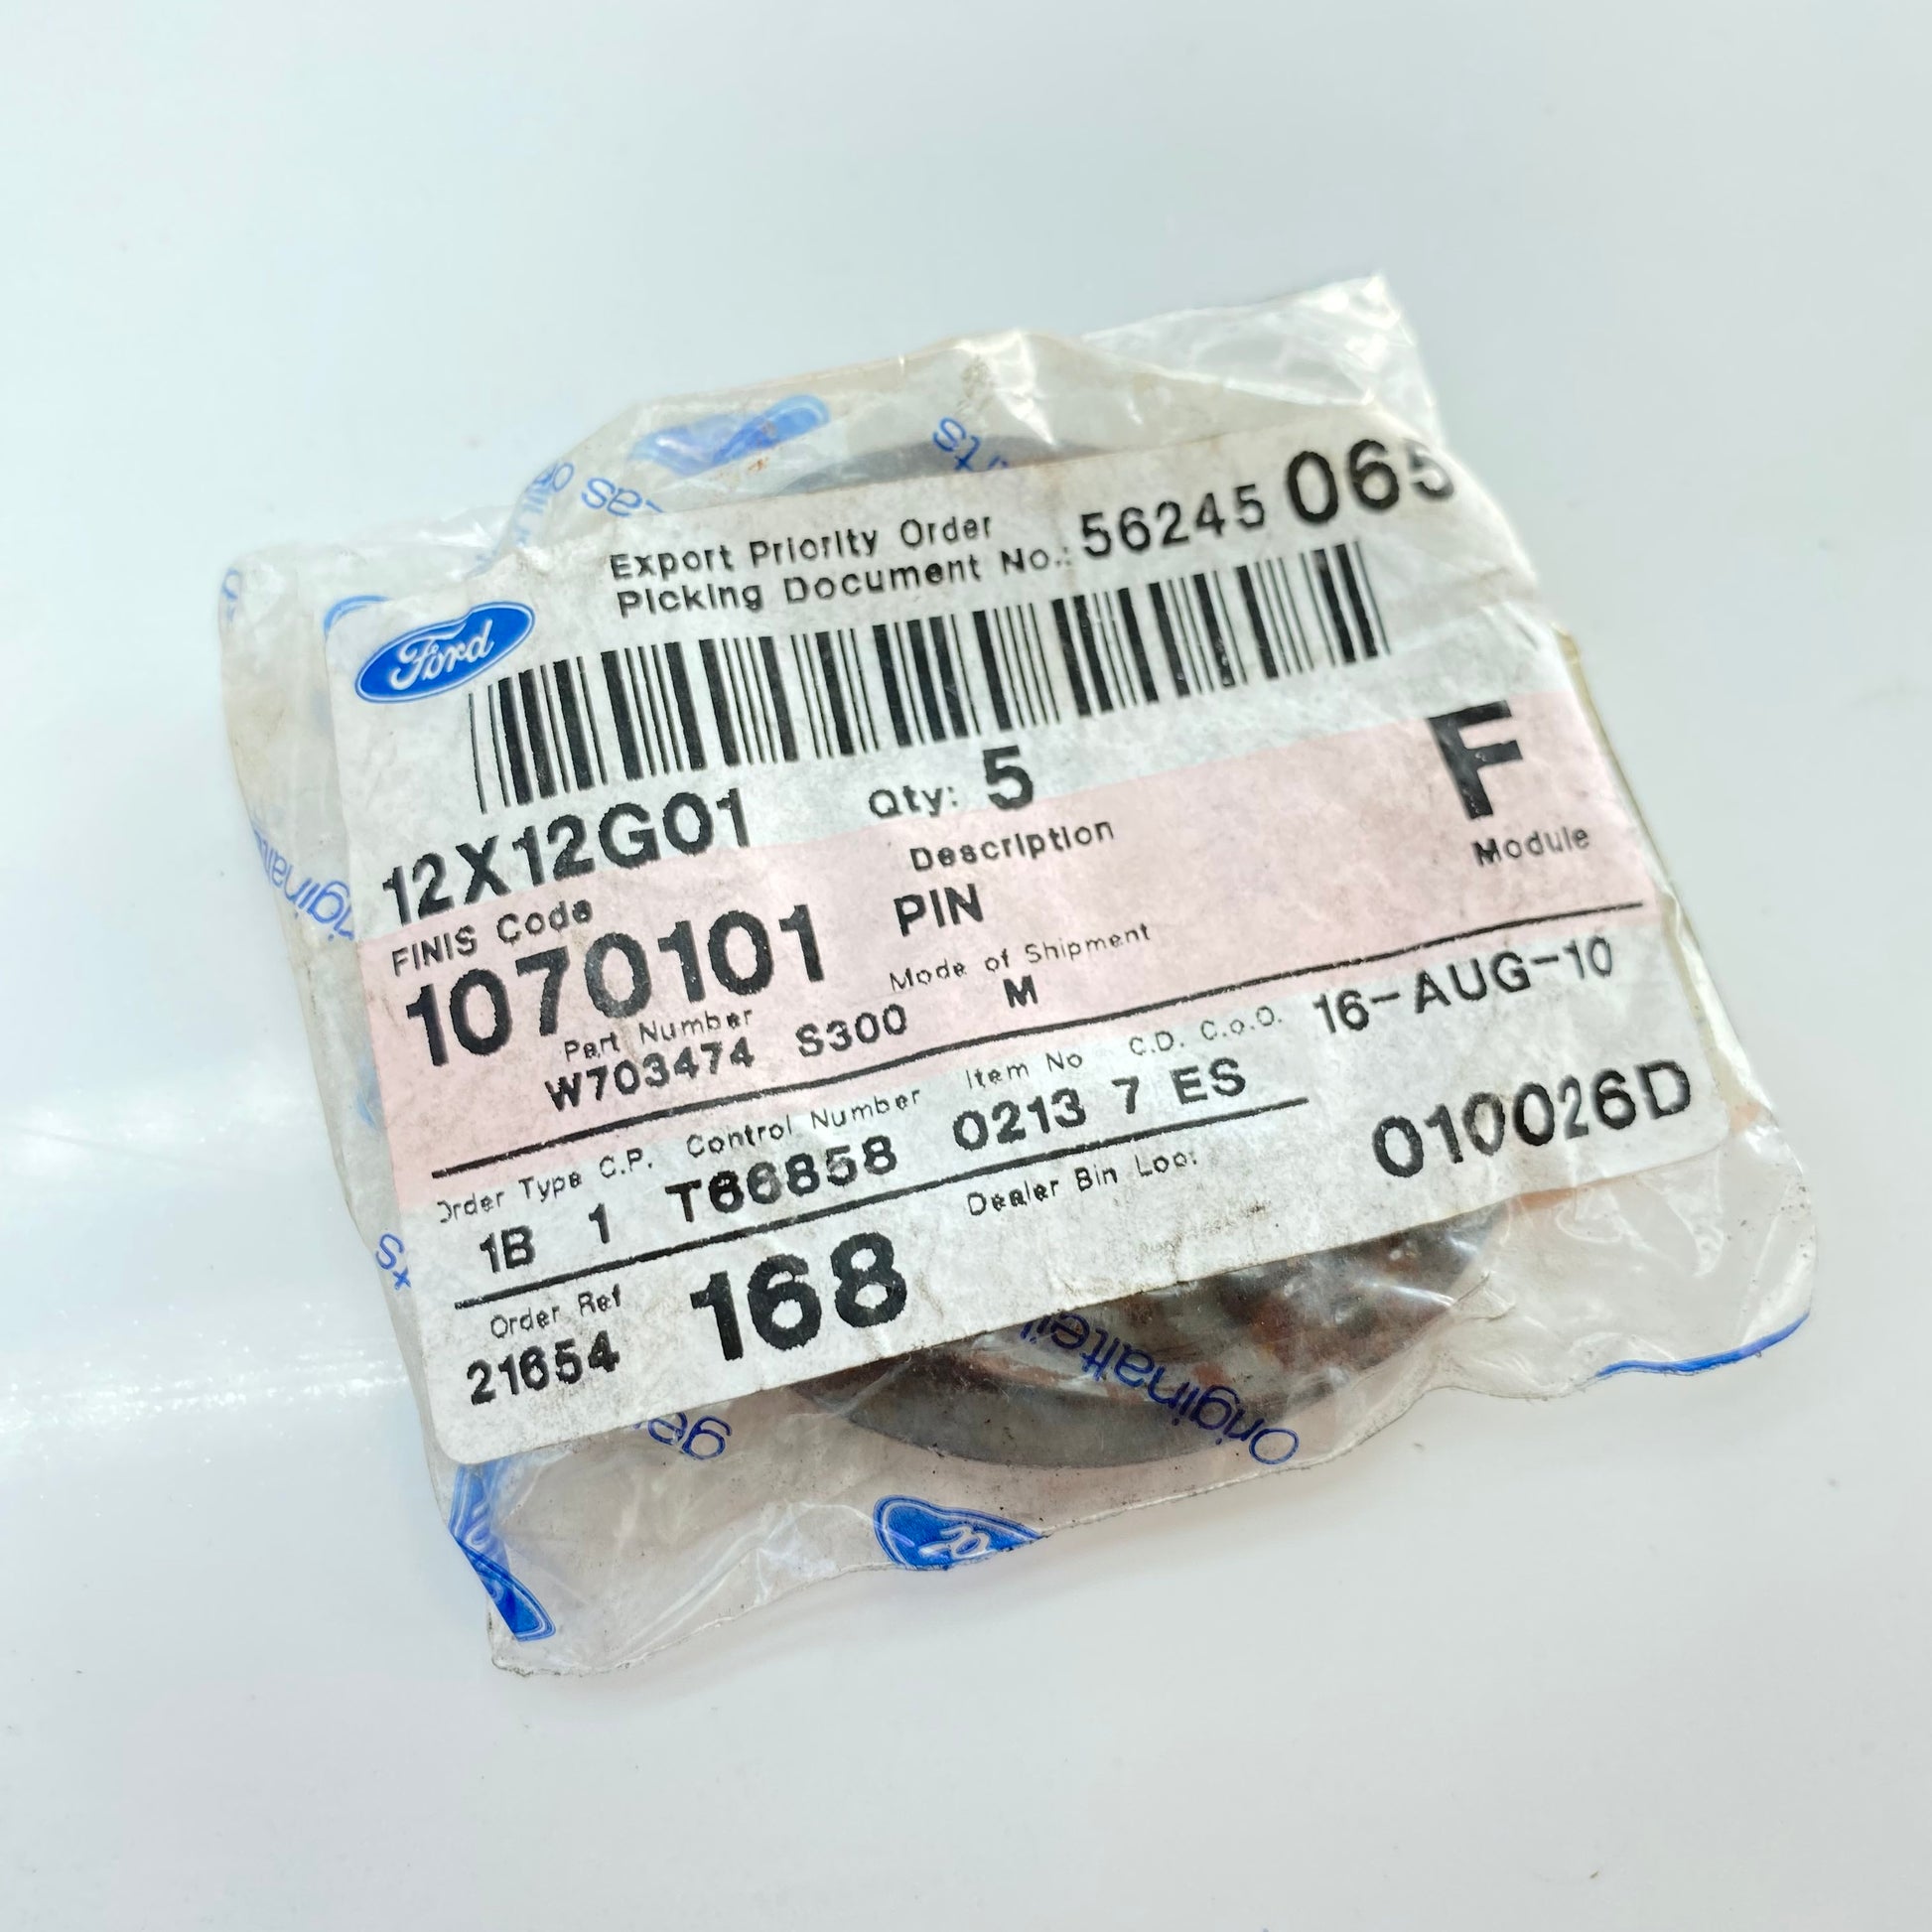 Export Priority Order
Picking Document No.: 56245 065
Ford
12X12G01 Qty: 5
FINIS Code Description F
1070101 PIN Module
Part Number Mode of Shipment
W703474 S300 M
Order Type C.P. Control Number Item No C.D. C.o.O. 16-AUG-10
1B 1 T66858 0213 7 ES
Order Ref 168 Dealer Bin Loc: 010026D
21654
Originalteil